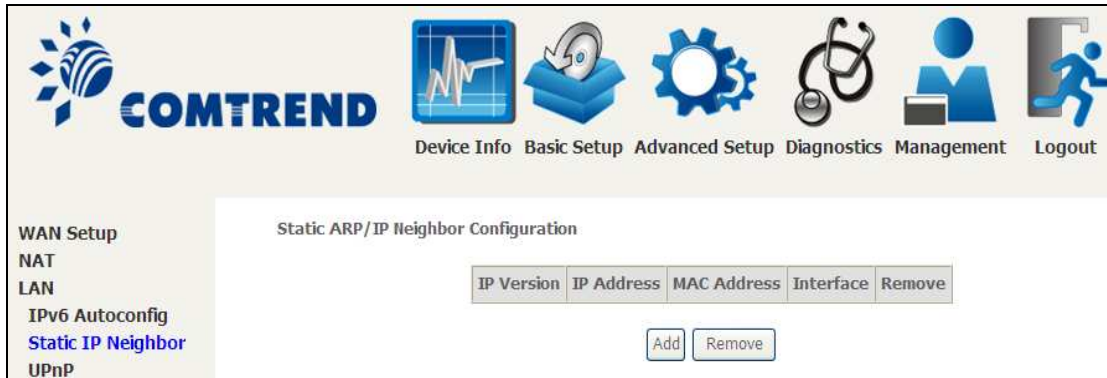 COMTREND
Device Info Basic Setup Advanced Setup Diagnostics Management Logout
WAN Setup
NAT
LAN
IPv6 Autoconfig
Static IP Neighbor
UPnP
Static ARP/IP Neighbor Configuration
IP Version IP Address MAC Address Interface Remove
Add Remove